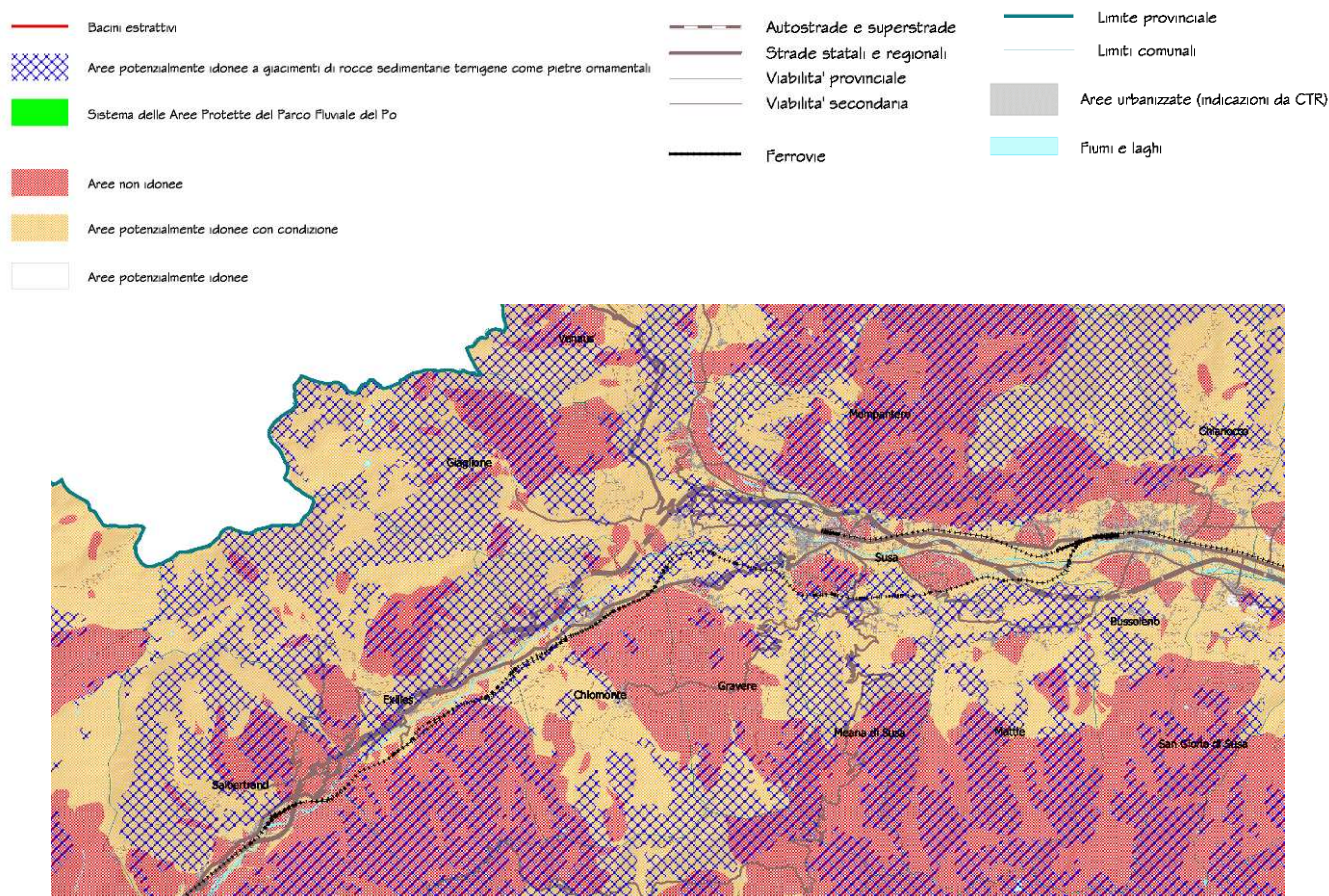 Bacini estrattivi
Aree potenzialmente idonee a giacimenti di rocce sedimentarie terrigene come pietre ornamentali
Sistema delle Aree Protette del Parco Fluviale del Po
Aree non idonee
Aree potenzialmente idonee con condizione
Aree potenzialmente idonee
Autostrade e superstrade
Strade statali e regionali
Viabilita' provinciale
Viabilita' secondaria
Ferrovie
Limite provinciale
Limiti comunali
Aree urbanizzate (indicazioni da CTR)
Fiumi e laghi
Venaus
Mompantero
Chianocco
Giaglione
Susa
Bussoleno
Exilles
Chiomonte
Gravere
Meana di Susa
Mattie
San Giorio di Susa
Salbertrand